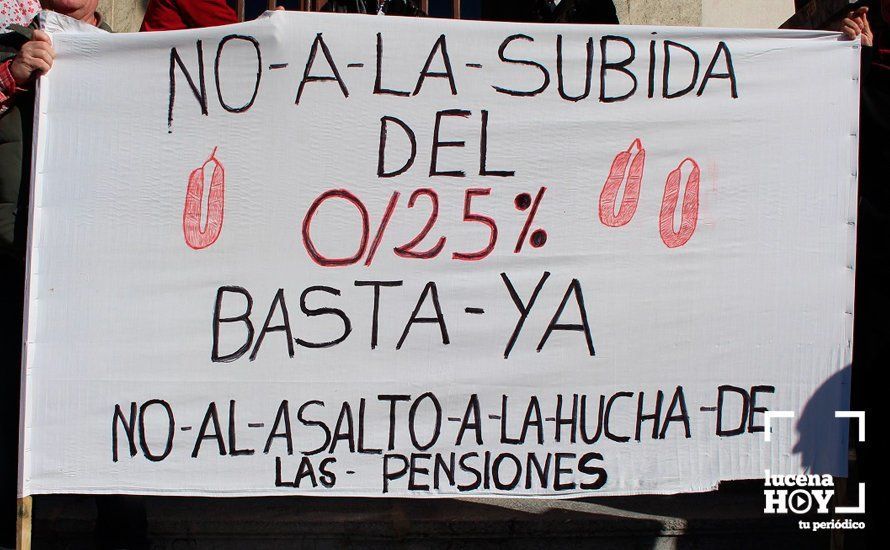 NO-A-LA-SUBIDA
DEL
0/25%
BASTA-YA
NO-AL-ASALTO-A-LA-HUCHA-DE
LAS-PENSIONES
lucena
HOY
tu periódico